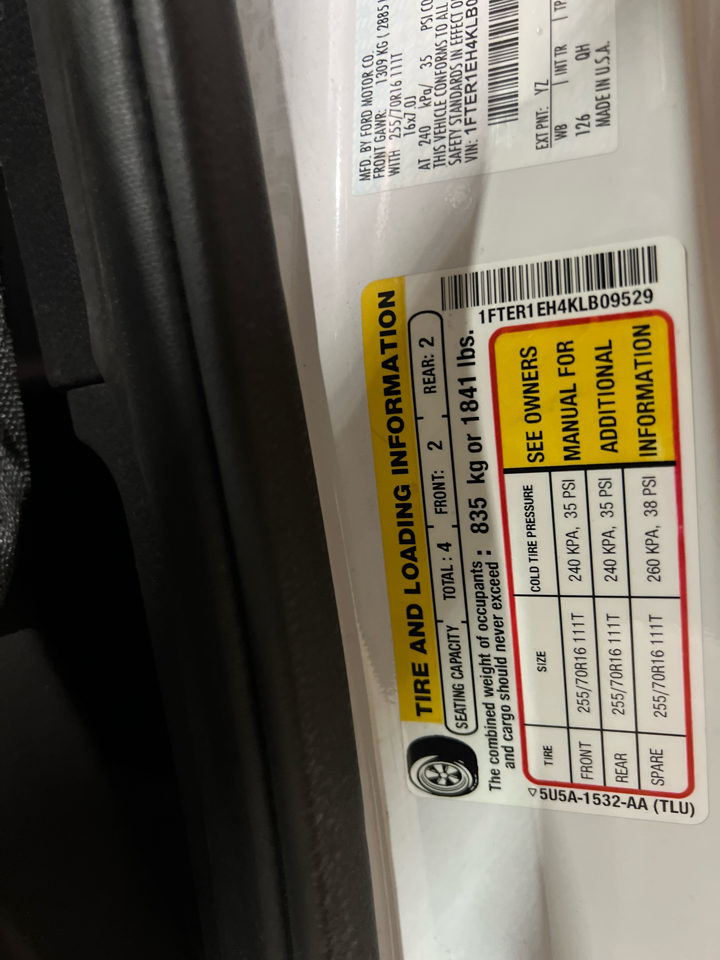 MFD. BY FORD MOTOR CO.
FRONT GAWR: 1309 KG ( 2885
WITH 255/70R16 111T
16x7.0J
AT 240 kPa/ 35 PSI CO
THIS VEHICLE CONFORMS TO ALL
SAFETY STANDARDS IN EFFECT O
VIN: 1FTER1EH4KLB0
EXT PNT: YZ
WB INT TR TP
126 QH
MADE IN U.S.A.
TIRE AND LOADING INFORMATION
SEATING CAPACITY TOTAL : 4 FRONT: 2 REAR: 2
The combined weight of occupants and cargo should never exceed : 835 kg or 1841 lbs.
1FTER1EH4KLB09529
TIRE SIZE COLD TIRE PRESSURE
FRONT 255/70R16 111T 240 KPA, 35 PSI
REAR 255/70R16 111T 240 KPA, 35 PSI
SPARE 255/70R16 111T 260 KPA, 38 PSI
SEE OWNERS
MANUAL FOR
ADDITIONAL
INFORMATION
5U5A-1532-AA (TLU)